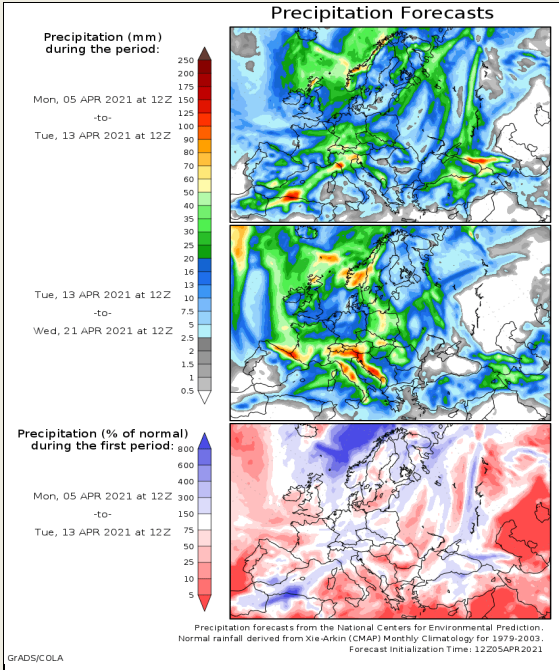 Precipitation Forecasts
Precipitation (mm)
during the period:
Mon, 05 APR 2021 at 12Z
-to-
Tue, 13 APR 2021 at 12Z
250
200
175
150
125
100
90
80
70
60
50
40
35
30
25
20
16
13
10
7.5
5
2.5
2
1.5
1
0.5
Tue, 13 APR 2021 at 12Z
-to-
Wed, 21 APR 2021 at 12Z
Precipitation (% of normal)
during the first period:
Mon, 05 APR 2021 at 12Z
-to-
Tue, 13 APR 2021 at 12Z
800
600
400
300
150
75
50
25
10
5
Precipitation forecasts from the National Centers for Environmental Prediction.
Normal rainfall derived from Xie-Arkin (CMAP) Monthly Climatology for 1979-2003.
Forecast Initialization Time: 12Z05APR2021
GrADS/COLA